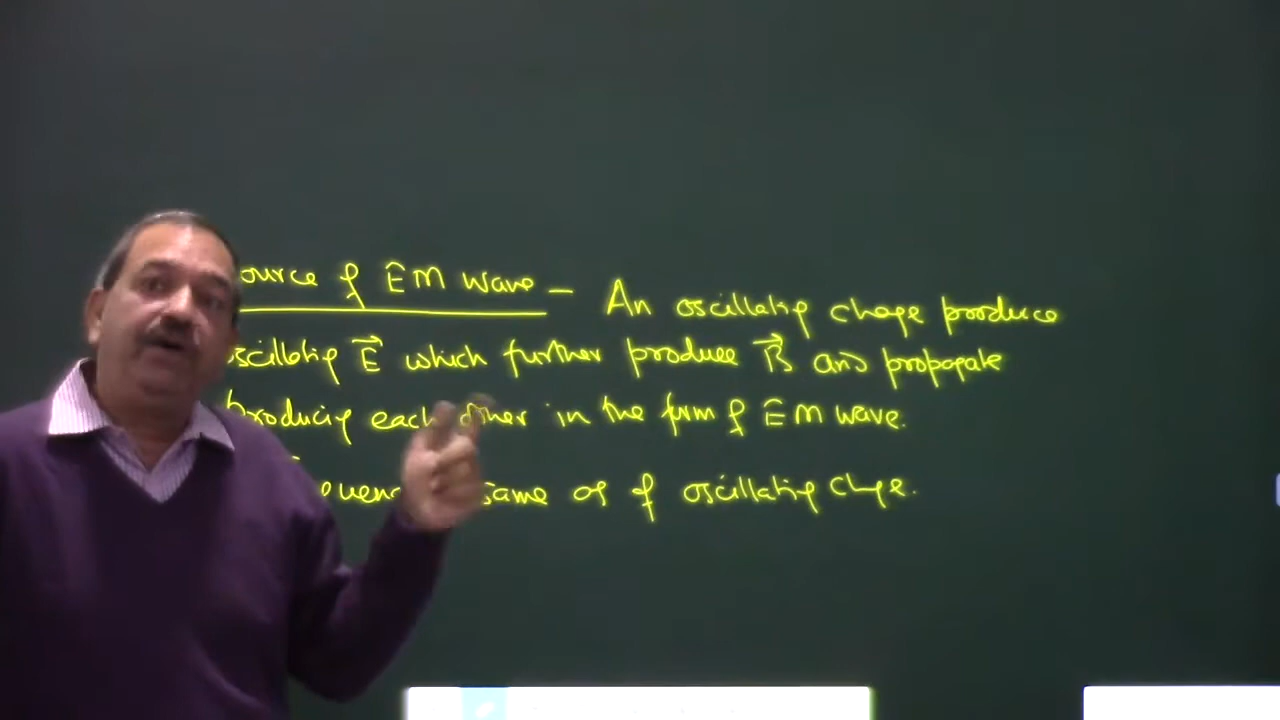 ource of EM wave – An oscillating charge produce
oscillating E⃗ which further produce B⃗ and propagate
producing each other in the form of EM wave.
same as of oscillating charge.